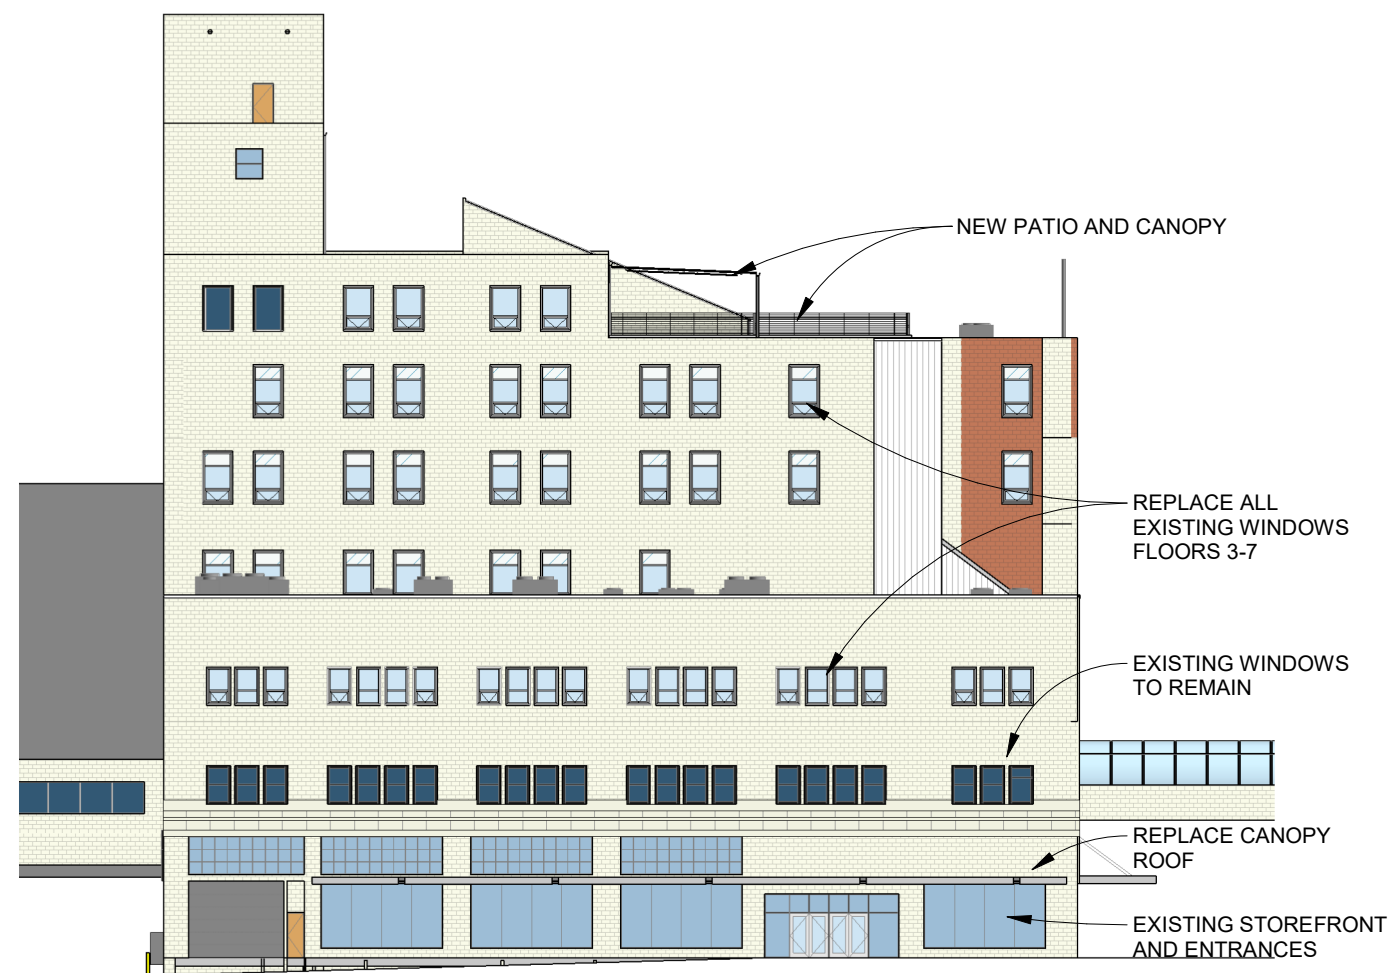 NEW PATIO AND CANOPY
REPLACE ALL
EXISTING WINDOWS
FLOORS 3-7
EXISTING WINDOWS
TO REMAIN
REPLACE CANOPY
ROOF
EXISTING STOREFRONT
AND ENTRANCES